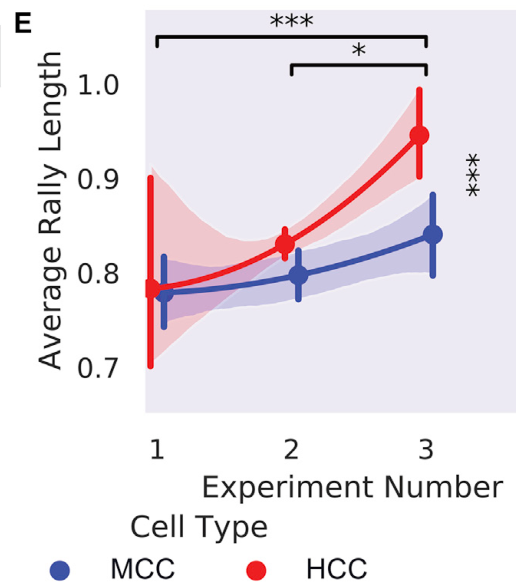 E
***
*
***
Average Rally Length
1.0
0.9
0.8
0.7
1 2 3
Experiment Number
Cell Type
MCC HCC